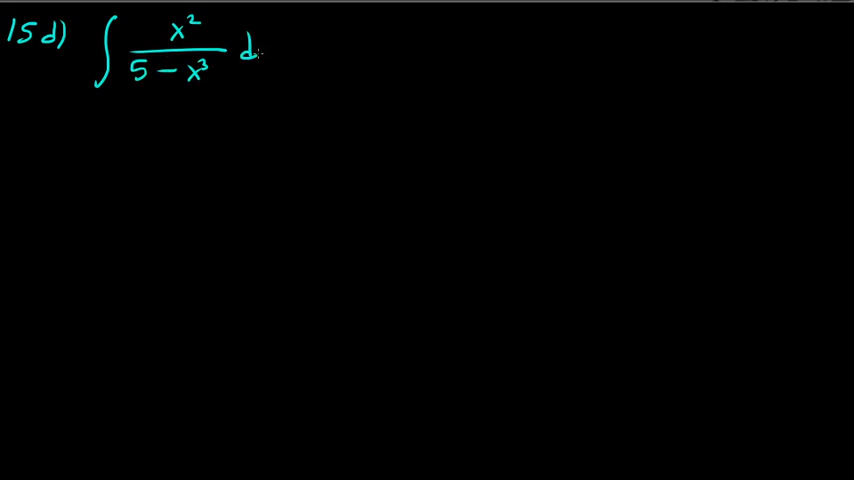 15d) ∫ x² / (5 − x³) d